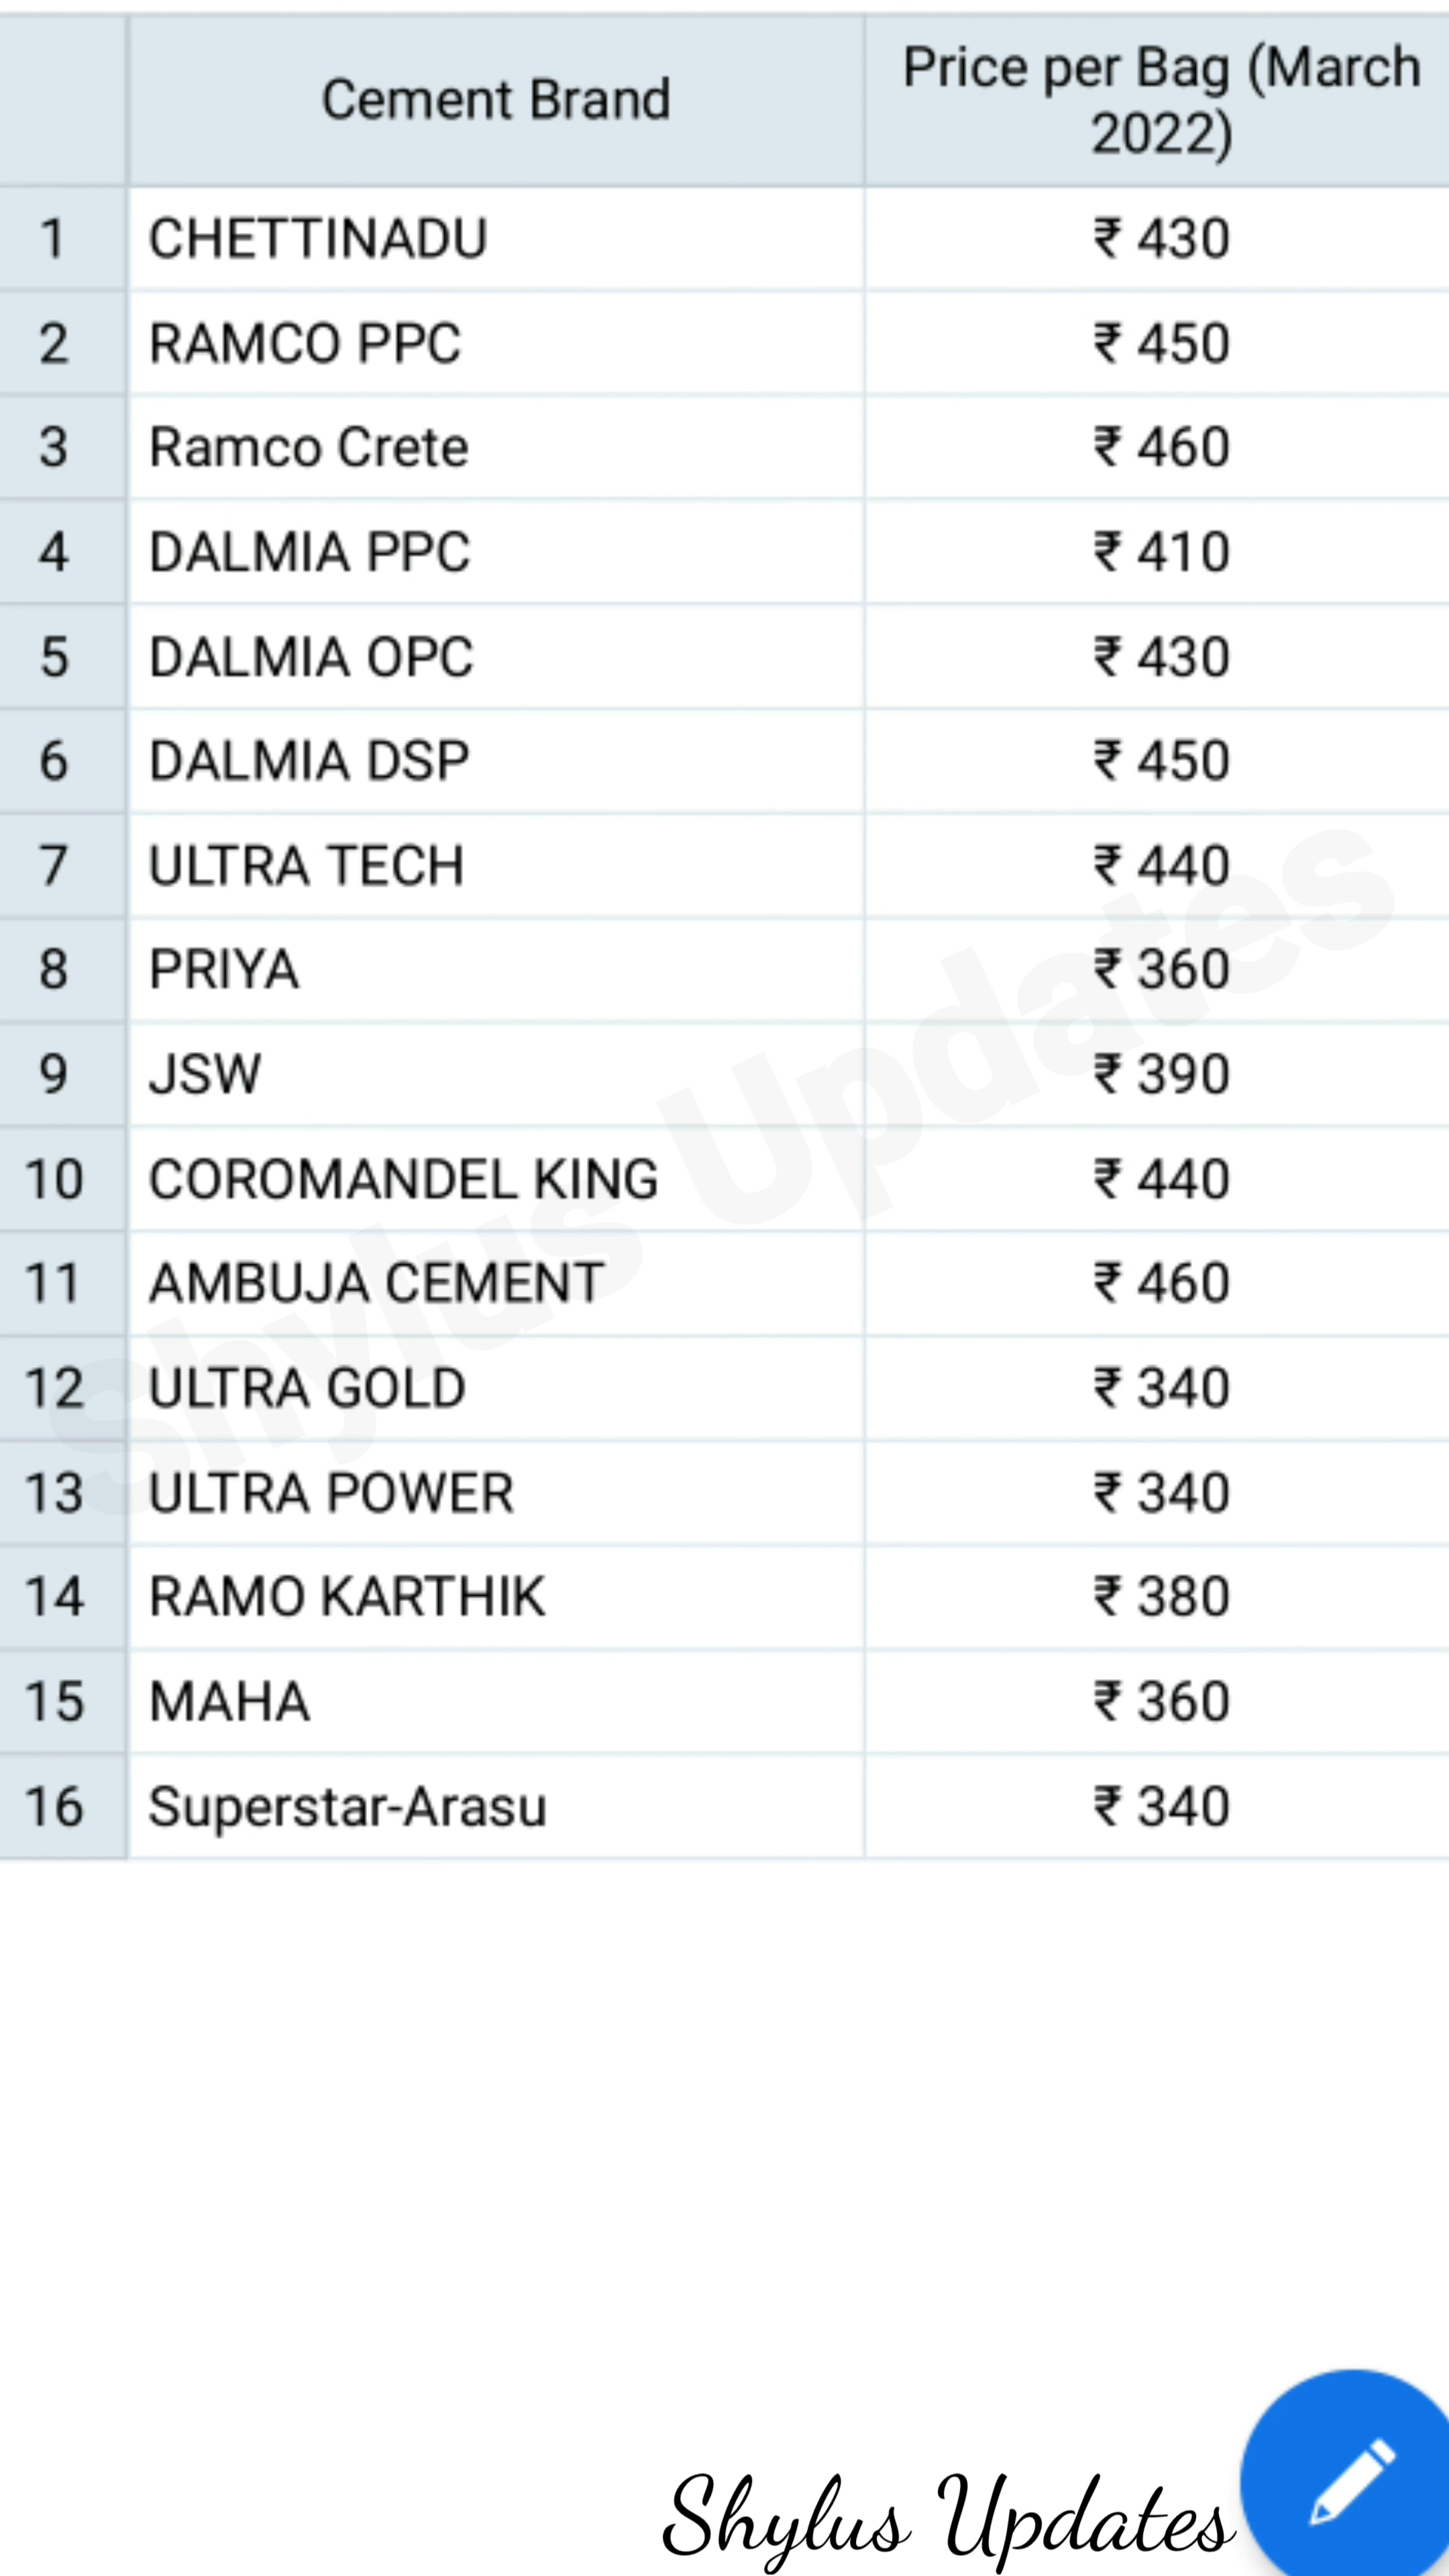 Cement Brand Price per Bag (March
2022)
1 CHETTINADU ₹ 430
2 RAMCO PPC ₹ 450
3 Ramco Crete ₹ 460
4 DALMIA PPC ₹ 410
5 DALMIA OPC ₹ 430
6 DALMIA DSP ₹ 450
7 ULTRA TECH ₹ 440
8 PRIYA ₹ 360
9 JSW ₹ 390
10 COROMANDEL KING ₹ 440
11 AMBUJA CEMENT ₹ 460
12 ULTRA GOLD ₹ 340
13 ULTRA POWER ₹ 340
14 RAMO KARTHIK ₹ 380
15 MAHA ₹ 360
16 Superstar-Arasu ₹ 340
Shylus Updates
Shylus Updates